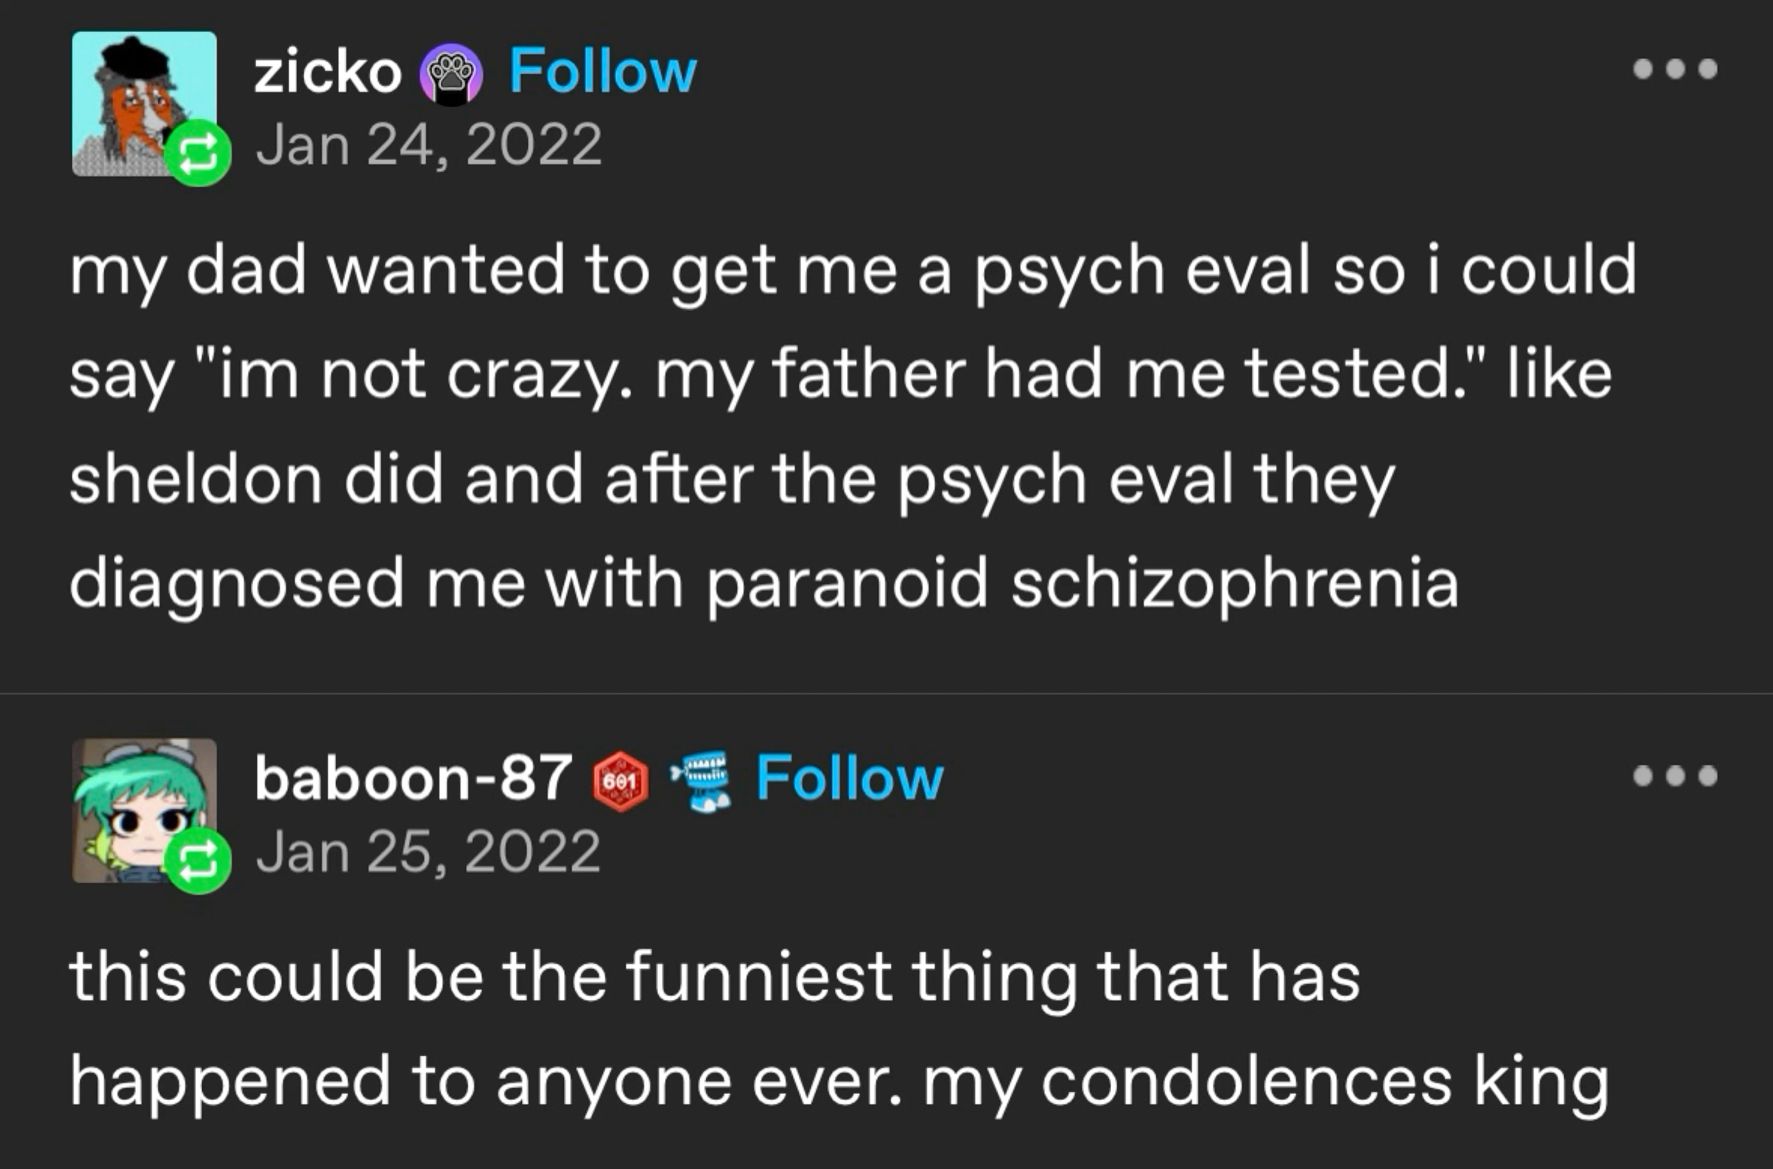 zicko Follow
Jan 24, 2022
my dad wanted to get me a psych eval so i could
say "im not crazy. my father had me tested." like
sheldon did and after the psych eval they
diagnosed me with paranoid schizophrenia
baboon-87 601 Follow
Jan 25, 2022
this could be the funniest thing that has
happened to anyone ever. my condolences king